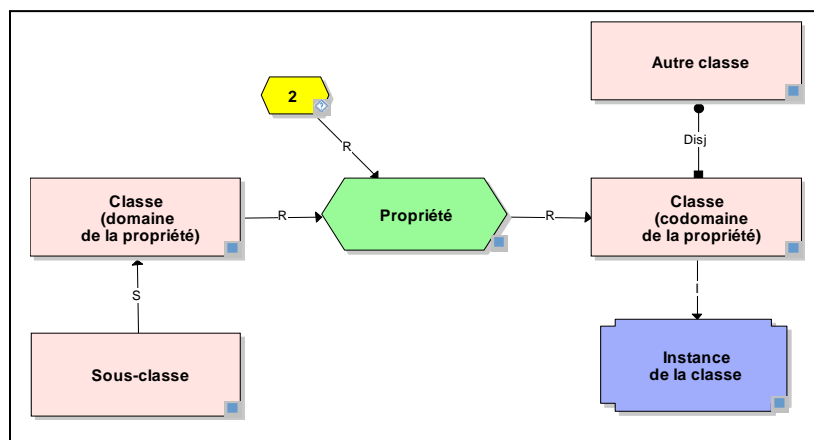 Autre classe
2
Disj
R
Classe
(domaine
de la propriété)
R
Propriété
R
Classe
(codomaine
de la propriété)
S
I
Sous-classe
Instance
de la classe